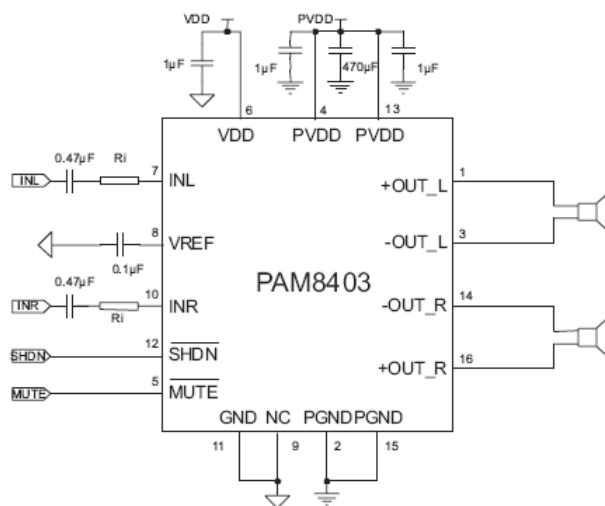 VDD
PVDD
1µF
1µF
470µF
1µF
6
4
13
VDD
PVDD
PVDD
0.47µF
Ri
INL
7
INL
+OUT_L
1
8
VREF
-OUT_L
3
0.1µF
0.47µF
PAM8403
INR
10
INR
-OUT_R
14
Ri
SHDN
12
SHDN
+OUT_R
16
MUTE
5
MUTE
GND
NC
PGND
PGND
11
9
2
15